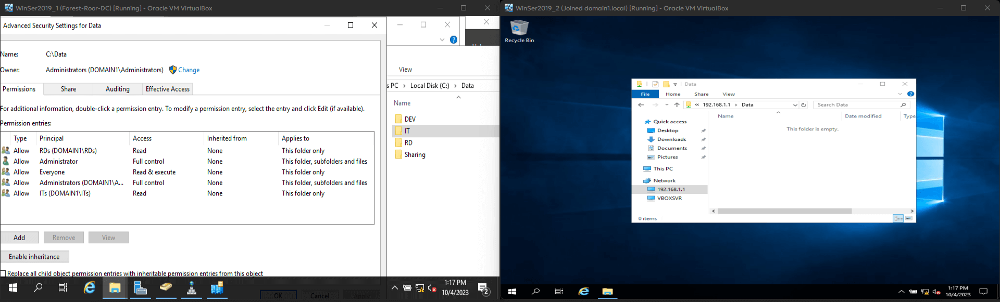 WinSer2019_1 (Forest-Roor-DC) [Running] - Oracle VM VirtualBox
Advanced Security Settings for Data
Name: C:\Data
Owner: Administrators (DOMAIN1\Administrators) Change
Permissions Share Auditing Effective Access
For additional information, double-click a permission entry. To modify a permission entry, select the entry and click Edit (if available).
Permission entries:
Type Principal Access Inherited from Applies to
Allow RDs (DOMAIN1\RDs) Read None This folder only
Allow Administrator Full control None This folder, subfolders and files
Allow Everyone Read & execute None This folder only
Allow Administrators (DOMAIN1\A... Full control None This folder, subfolders and files
Allow ITs (DOMAIN1\ITs) Read None This folder only
Add Remove View
Enable inheritance
Replace all child object permission entries with inheritable permission entries from this object
OK Cancel Apply
View
s PC > Local Disk (C:) > Data
Name
DEV
IT
RD
Sharing
1:17 PM
10/4/2023
2
WinSer2019_2 (Joined domain1.local) [Running] - Oracle VM VirtualBox
Recycle Bin
Data
File Home Share View
192.168.1.1 > Data
Search Data
Name Date modified Type
This folder is empty.
Quick access
Desktop
Downloads
Documents
Pictures
This PC
Network
192.168.1.1
VBOXSVR
0 items
1:17 PM
10/4/2023